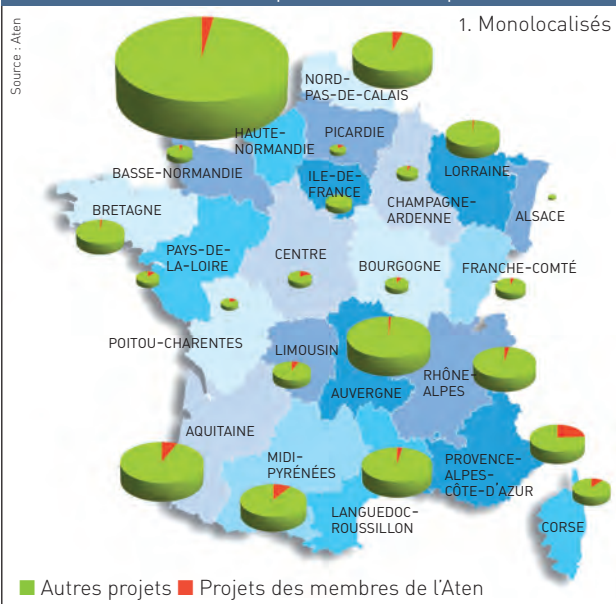 1. Monolocalisés
Source : Aten
NORD-
PAS-DE-CALAIS
HAUTE-
NORMANDIE
PICARDIE
BASSE-NORMANDIE
ILE-DE-
FRANCE
LORRAINE
CHAMPAGNE-
ARDENNE
ALSACE
BRETAGNE
PAYS-DE-
LA-LOIRE
CENTRE
BOURGOGNE
FRANCHE-COMTÉ
POITOU-CHARENTES
LIMOUSIN
AUVERGNE
RHÔNE-
ALPES
AQUITAINE
MIDI-
PYRÉNÉES
LANGUEDOC-
ROUSSILLON
PROVENCE-
ALPES-
CÔTE-D'AZUR
CORSE
Autres projets Projets des membres de l'Aten